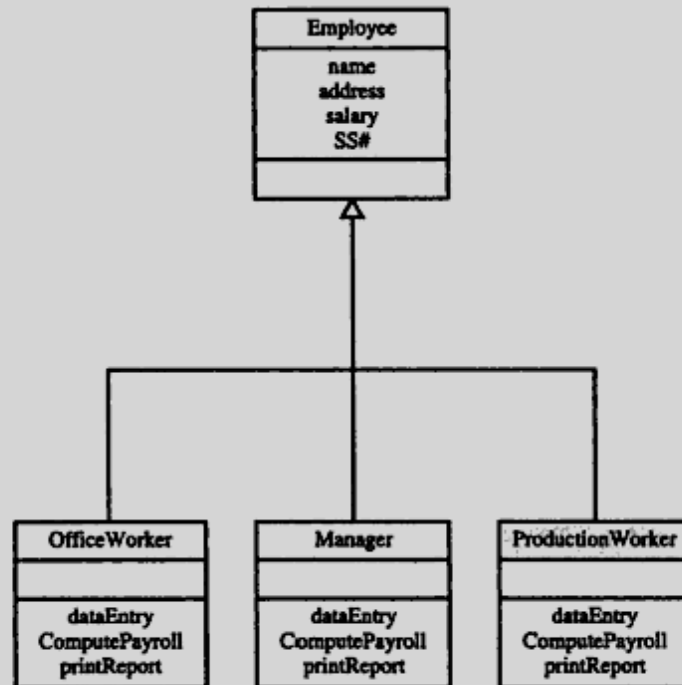 Employee
name
address
salary
SS#
OfficeWorker
Manager
ProductionWorker
dataEntry
ComputePayroll
printReport
dataEntry
ComputePayroll
printReport
dataEntry
ComputePayroll
printReport